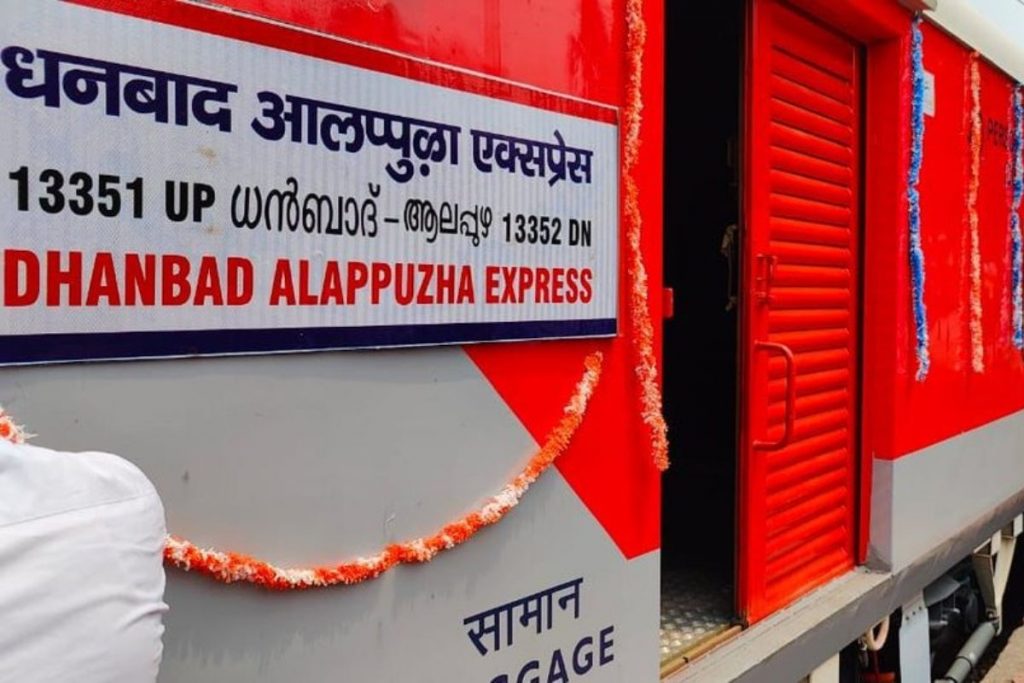 धनबाद आलप्पुऴा एक्सप्रेस
13351 UP ധൻബാദ്-ആലപ്പുഴ 13352 DN
DHANBAD ALAPPUZHA EXPRESS
सामान
GGAGE